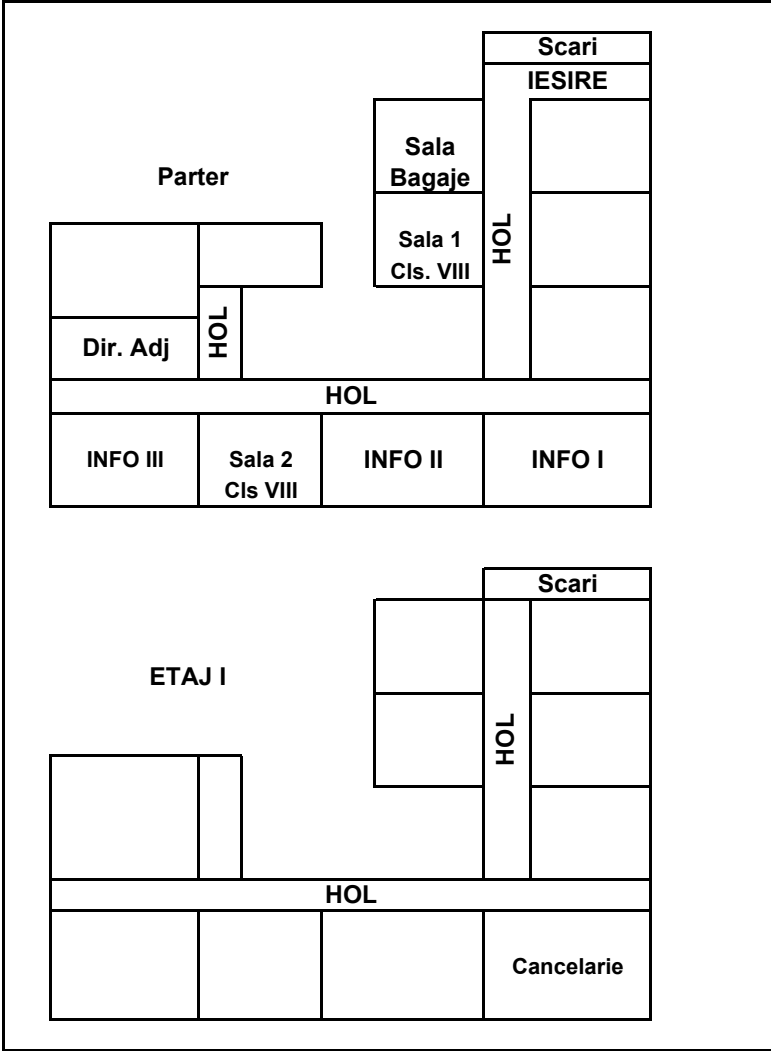 Scari
IESIRE
Sala
Bagaje
Parter
Sala 1
Cls. VIII
HOL
HOL
Dir. Adj
HOL
INFO III
Sala 2
Cls VIII
INFO II
INFO I
Scari
ETAJ I
HOL
HOL
Cancelarie